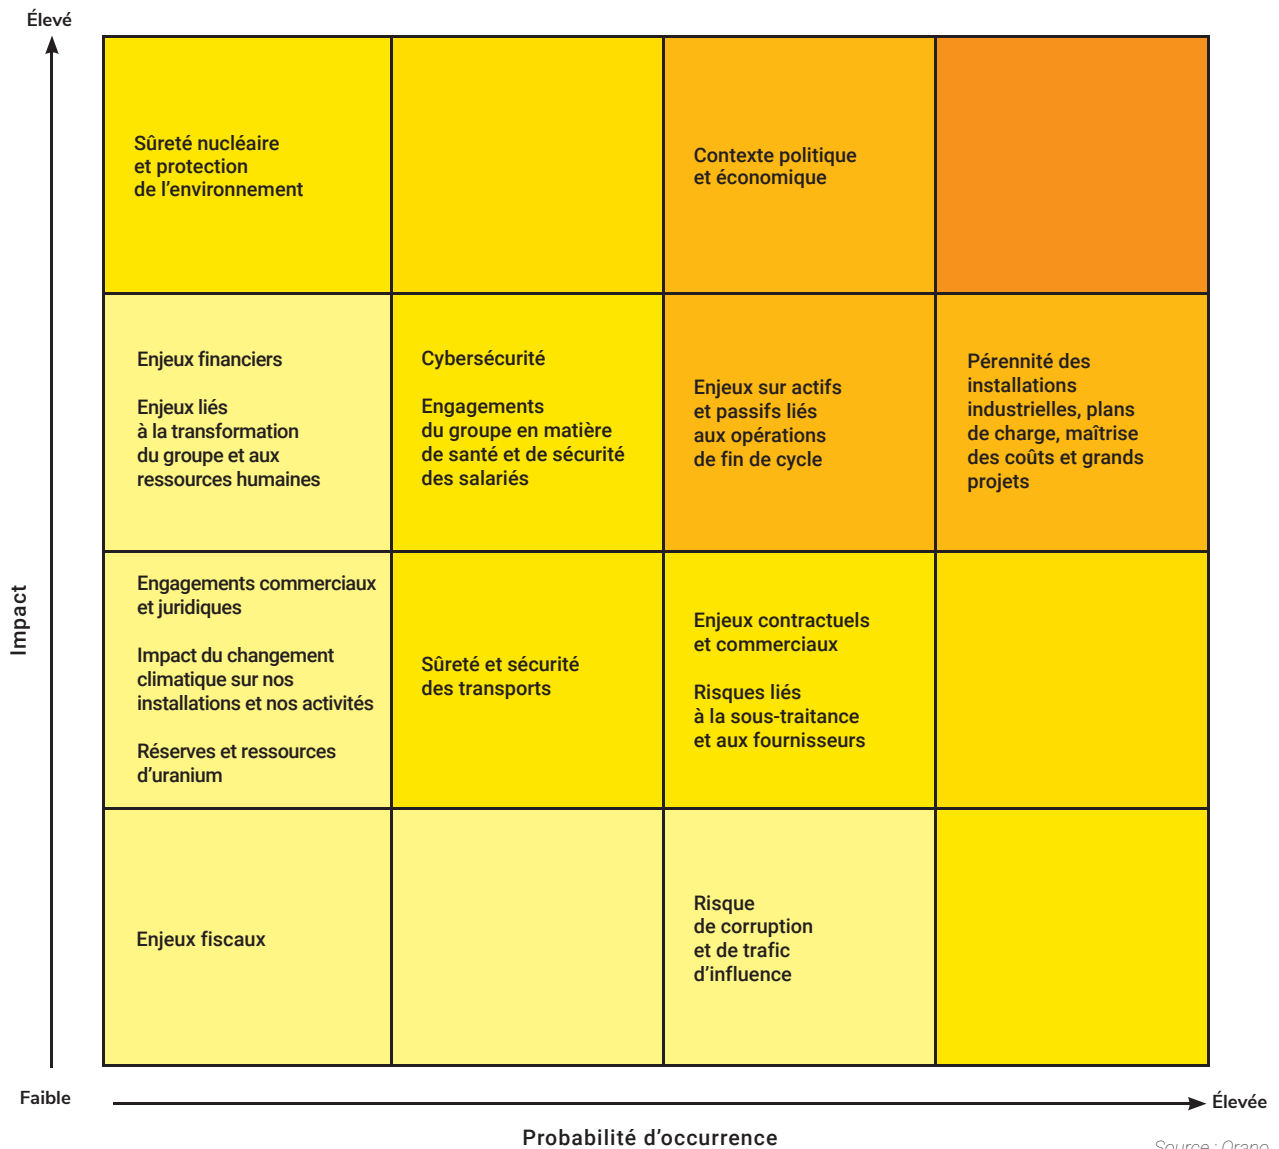 Élevé
Sûreté nucléaire
et protection
de l’environnement
Contexte politique
et économique
Enjeux financiers
Enjeux liés
à la transformation
du groupe et aux
ressources humaines
Cybersécurité
Engagements
du groupe en matière
de santé et de sécurité
des salariés
Enjeux sur actifs
et passifs liés
aux opérations
de fin de cycle
Pérennité des
installations
industrielles, plans
de charge, maîtrise
des coûts et grands
projets
Impact
Engagements commerciaux
et juridiques
Impact du changement
climatique sur nos
installations et nos activités
Réserves et ressources
d’uranium
Sûreté et sécurité
des transports
Enjeux contractuels
et commerciaux
Risques liés
à la sous-traitance
et aux fournisseurs
Enjeux fiscaux
Risque
de corruption
et de trafic
d’influence
Faible
Élevée
Probabilité d’occurrence
Source : Orano